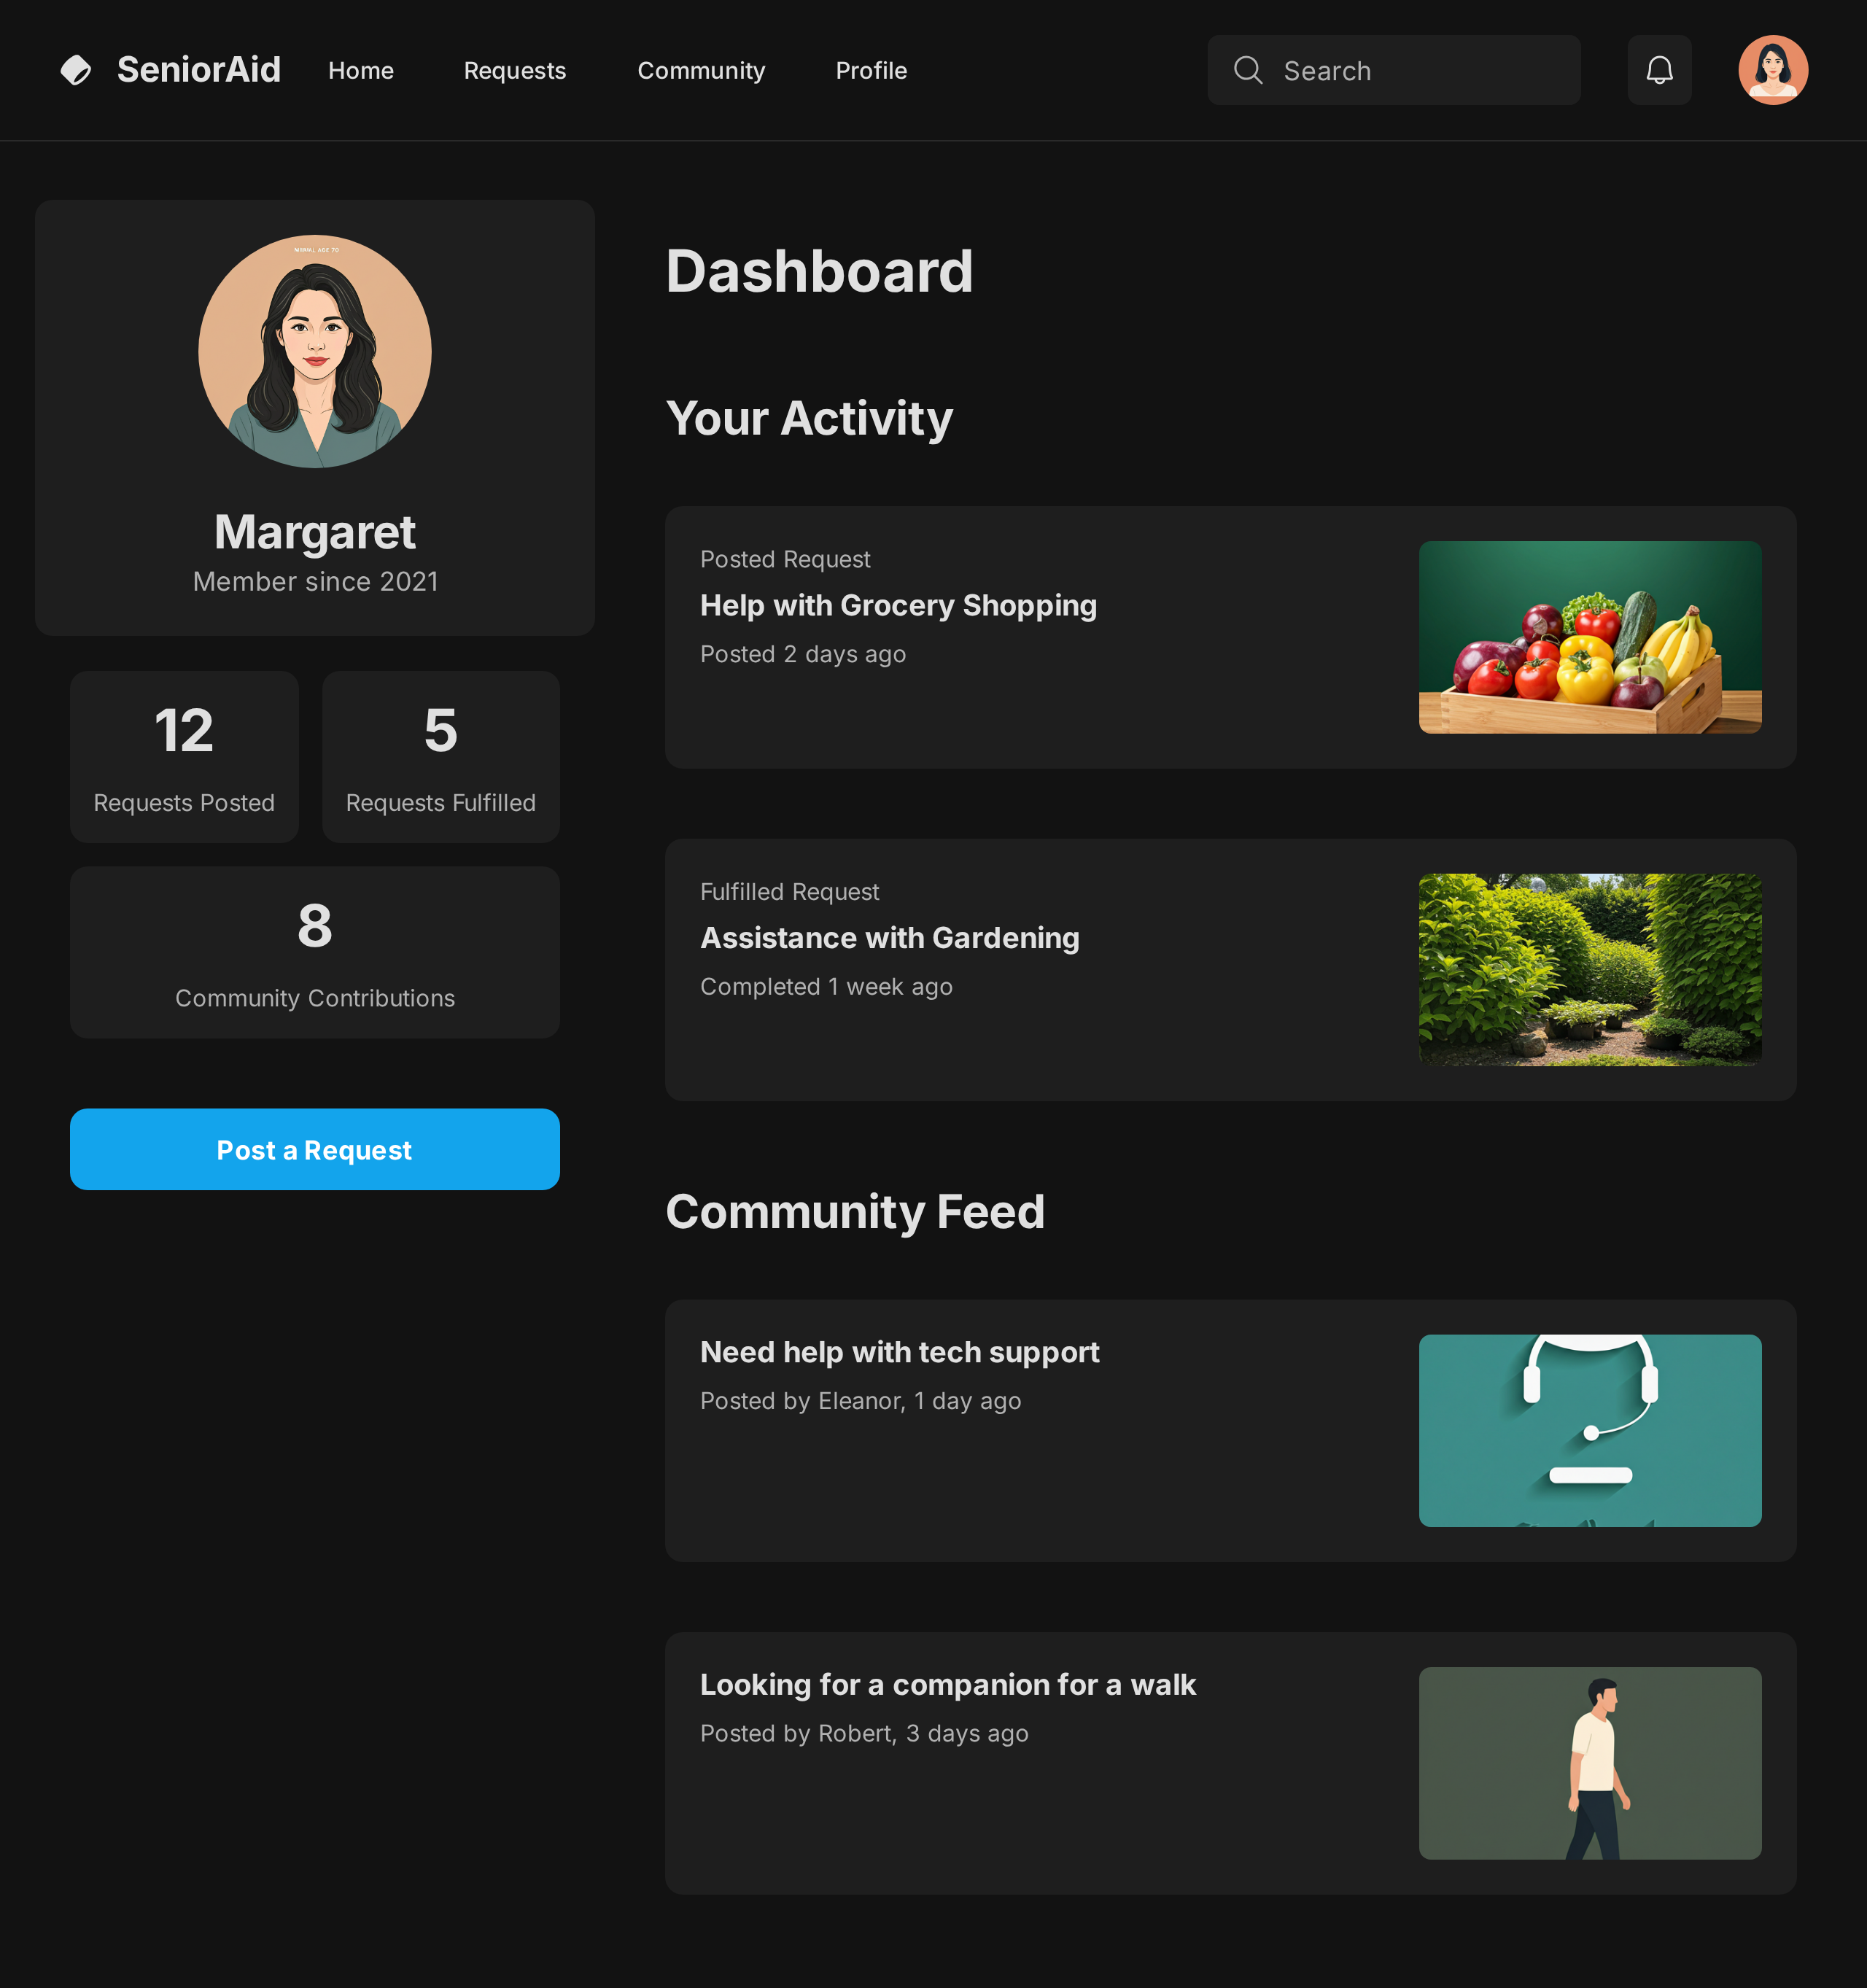 SeniorAid
Home
Requests
Community
Profile
Search
Margaret
Member since 2021
12
Requests Posted
5
Requests Fulfilled
8
Community Contributions
Post a Request
Dashboard
Your Activity
Posted Request
Help with Grocery Shopping
Posted 2 days ago
Fulfilled Request
Assistance with Gardening
Completed 1 week ago
Community Feed
Need help with tech support
Posted by Eleanor, 1 day ago
Looking for a companion for a walk
Posted by Robert, 3 days ago